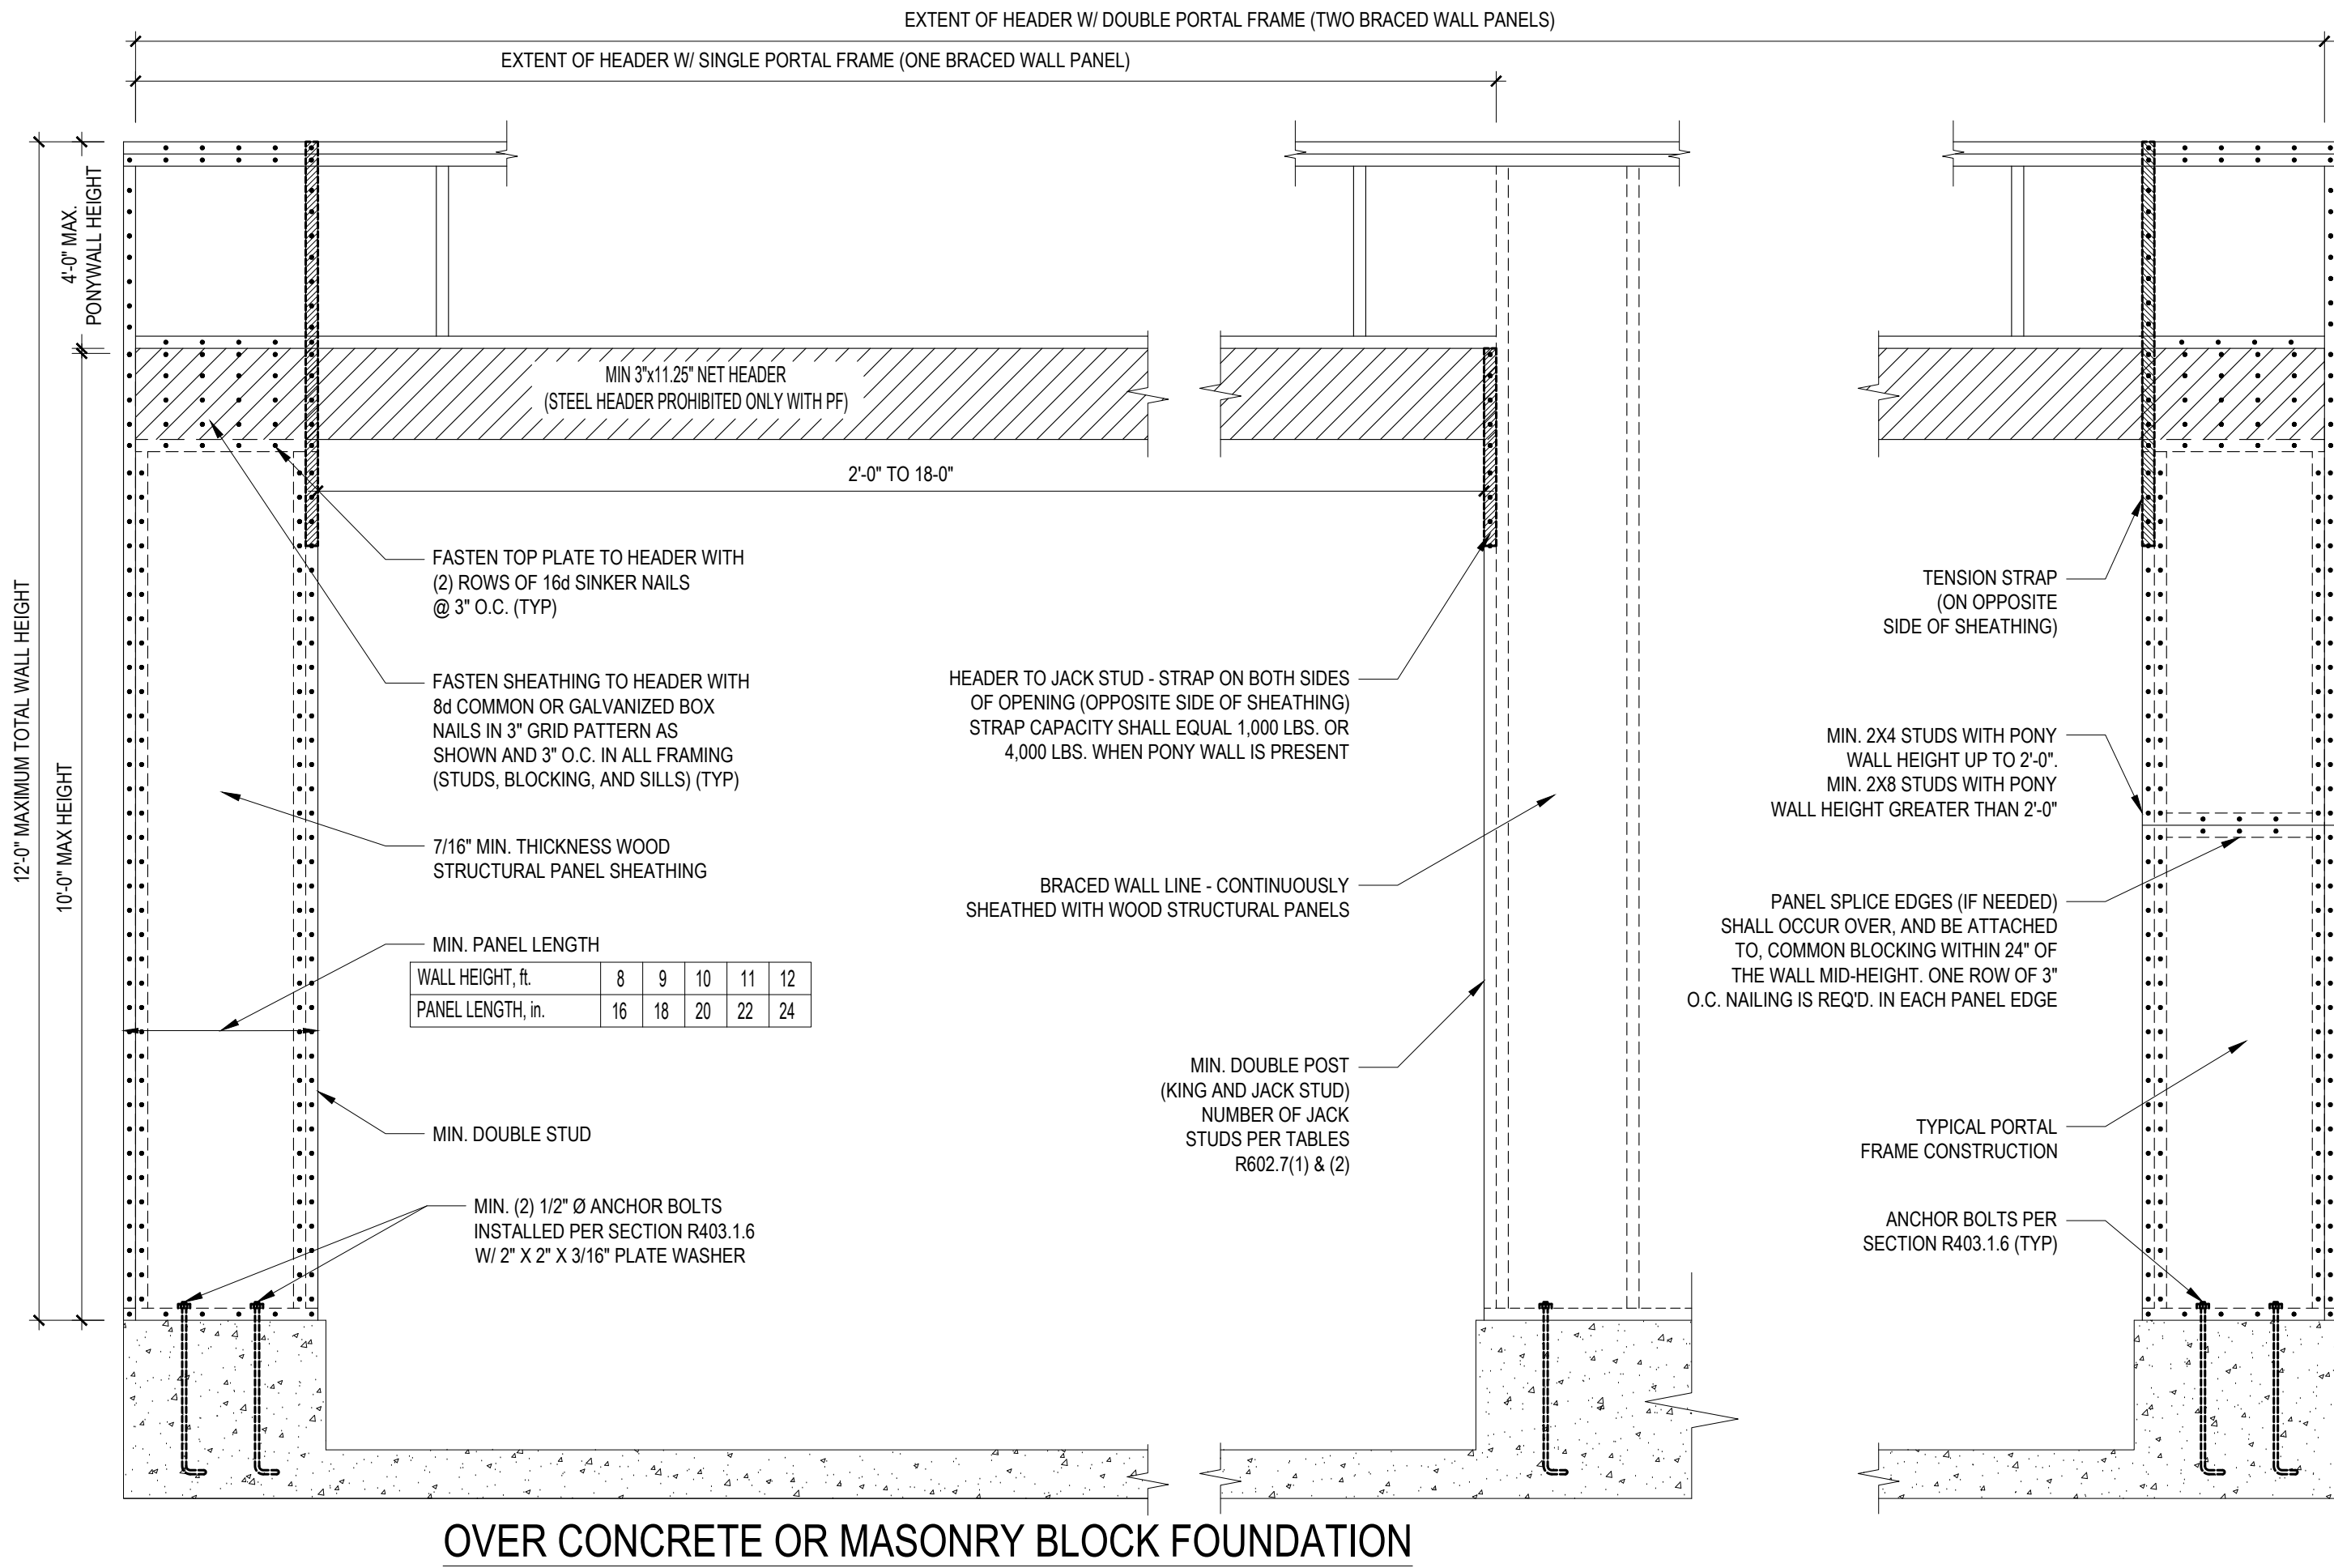 EXTENT OF HEADER W/ DOUBLE PORTAL FRAME (TWO BRACED WALL PANELS)
EXTENT OF HEADER W/ SINGLE PORTAL FRAME (ONE BRACED WALL PANEL)
4'-0" MAX.
PONYWALL HEIGHT
12'-0" MAXIMUM TOTAL WALL HEIGHT
10'-0" MAX HEIGHT
MIN 3"x11.25" NET HEADER
(STEEL HEADER PROHIBITED ONLY WITH PF)
2'-0" TO 18-0"
FASTEN TOP PLATE TO HEADER WITH
(2) ROWS OF 16d SINKER NAILS
@ 3" O.C. (TYP)
FASTEN SHEATHING TO HEADER WITH
8d COMMON OR GALVANIZED BOX
NAILS IN 3" GRID PATTERN AS
SHOWN AND 3" O.C. IN ALL FRAMING
(STUDS, BLOCKING, AND SILLS) (TYP)
7/16" MIN. THICKNESS WOOD
STRUCTURAL PANEL SHEATHING
MIN. PANEL LENGTH
WALL HEIGHT, ft. 8 9 10 11 12
PANEL LENGTH, in. 16 18 20 22 24
MIN. DOUBLE STUD
MIN. (2) 1/2" Ø ANCHOR BOLTS
INSTALLED PER SECTION R403.1.6
W/ 2" X 2" X 3/16" PLATE WASHER
HEADER TO JACK STUD - STRAP ON BOTH SIDES
OF OPENING (OPPOSITE SIDE OF SHEATHING)
STRAP CAPACITY SHALL EQUAL 1,000 LBS. OR
4,000 LBS. WHEN PONY WALL IS PRESENT
BRACED WALL LINE - CONTINUOUSLY
SHEATHED WITH WOOD STRUCTURAL PANELS
MIN. DOUBLE POST
(KING AND JACK STUD)
NUMBER OF JACK
STUDS PER TABLES
R602.7(1) & (2)
TENSION STRAP
(ON OPPOSITE
SIDE OF SHEATHING)
MIN. 2X4 STUDS WITH PONY
WALL HEIGHT UP TO 2'-0".
MIN. 2X8 STUDS WITH PONY
WALL HEIGHT GREATER THAN 2'-0"
PANEL SPLICE EDGES (IF NEEDED)
SHALL OCCUR OVER, AND BE ATTACHED
TO, COMMON BLOCKING WITHIN 24" OF
THE WALL MID-HEIGHT. ONE ROW OF 3"
O.C. NAILING IS REQ'D. IN EACH PANEL EDGE
TYPICAL PORTAL
FRAME CONSTRUCTION
ANCHOR BOLTS PER
SECTION R403.1.6 (TYP)
OVER CONCRETE OR MASONRY BLOCK FOUNDATION